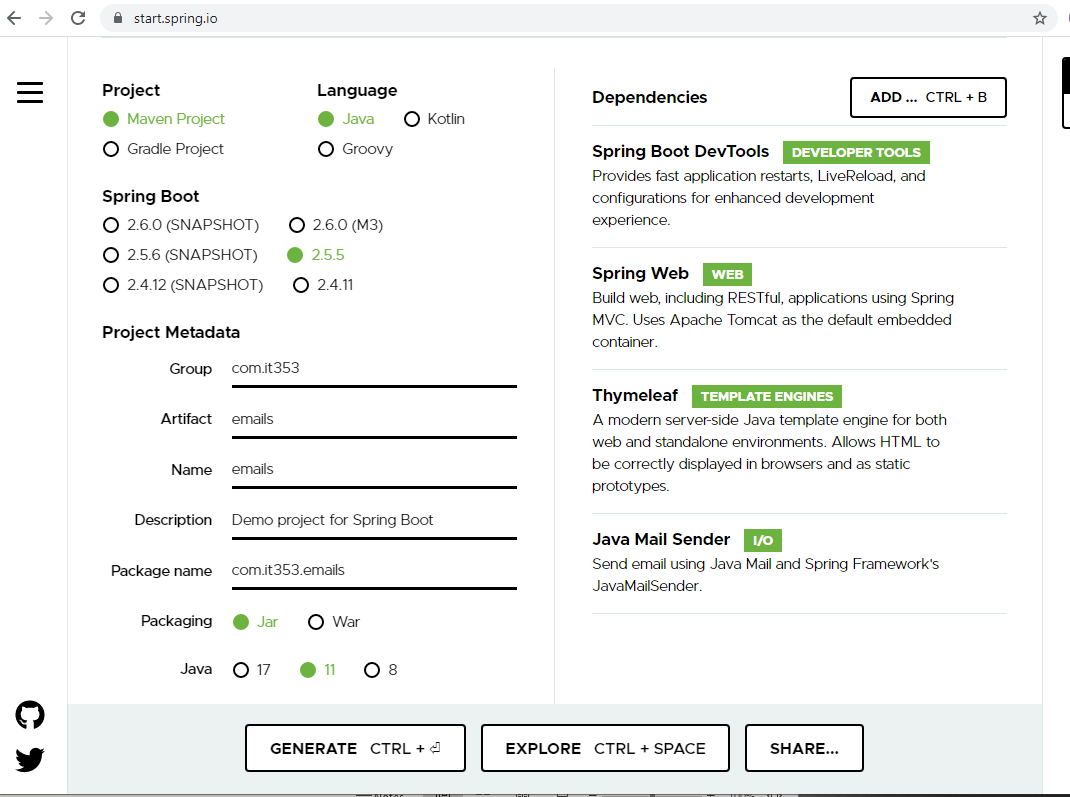 start.spring.io
Project
Maven Project
Gradle Project
Language
Java Kotlin
Groovy
Spring Boot
2.6.0 (SNAPSHOT) 2.6.0 (M3)
2.5.6 (SNAPSHOT) 2.5.5
2.4.12 (SNAPSHOT) 2.4.11
Project Metadata
Group com.it353
Artifact emails
Name emails
Description Demo project for Spring Boot
Package name com.it353.emails
Packaging Jar War
Java 17 11 8
Dependencies ADD ... CTRL + B
Spring Boot DevTools DEVELOPER TOOLS
Provides fast application restarts, LiveReload, and
configurations for enhanced development
experience.
Spring Web WEB
Build web, including RESTful, applications using Spring
MVC. Uses Apache Tomcat as the default embedded
container.
Thymeleaf TEMPLATE ENGINES
A modern server-side Java template engine for both
web and standalone environments. Allows HTML to
be correctly displayed in browsers and as static
prototypes.
Java Mail Sender I/O
Send email using Java Mail and Spring Framework's
JavaMailSender.
GENERATE CTRL + ⏎ EXPLORE CTRL + SPACE SHARE...